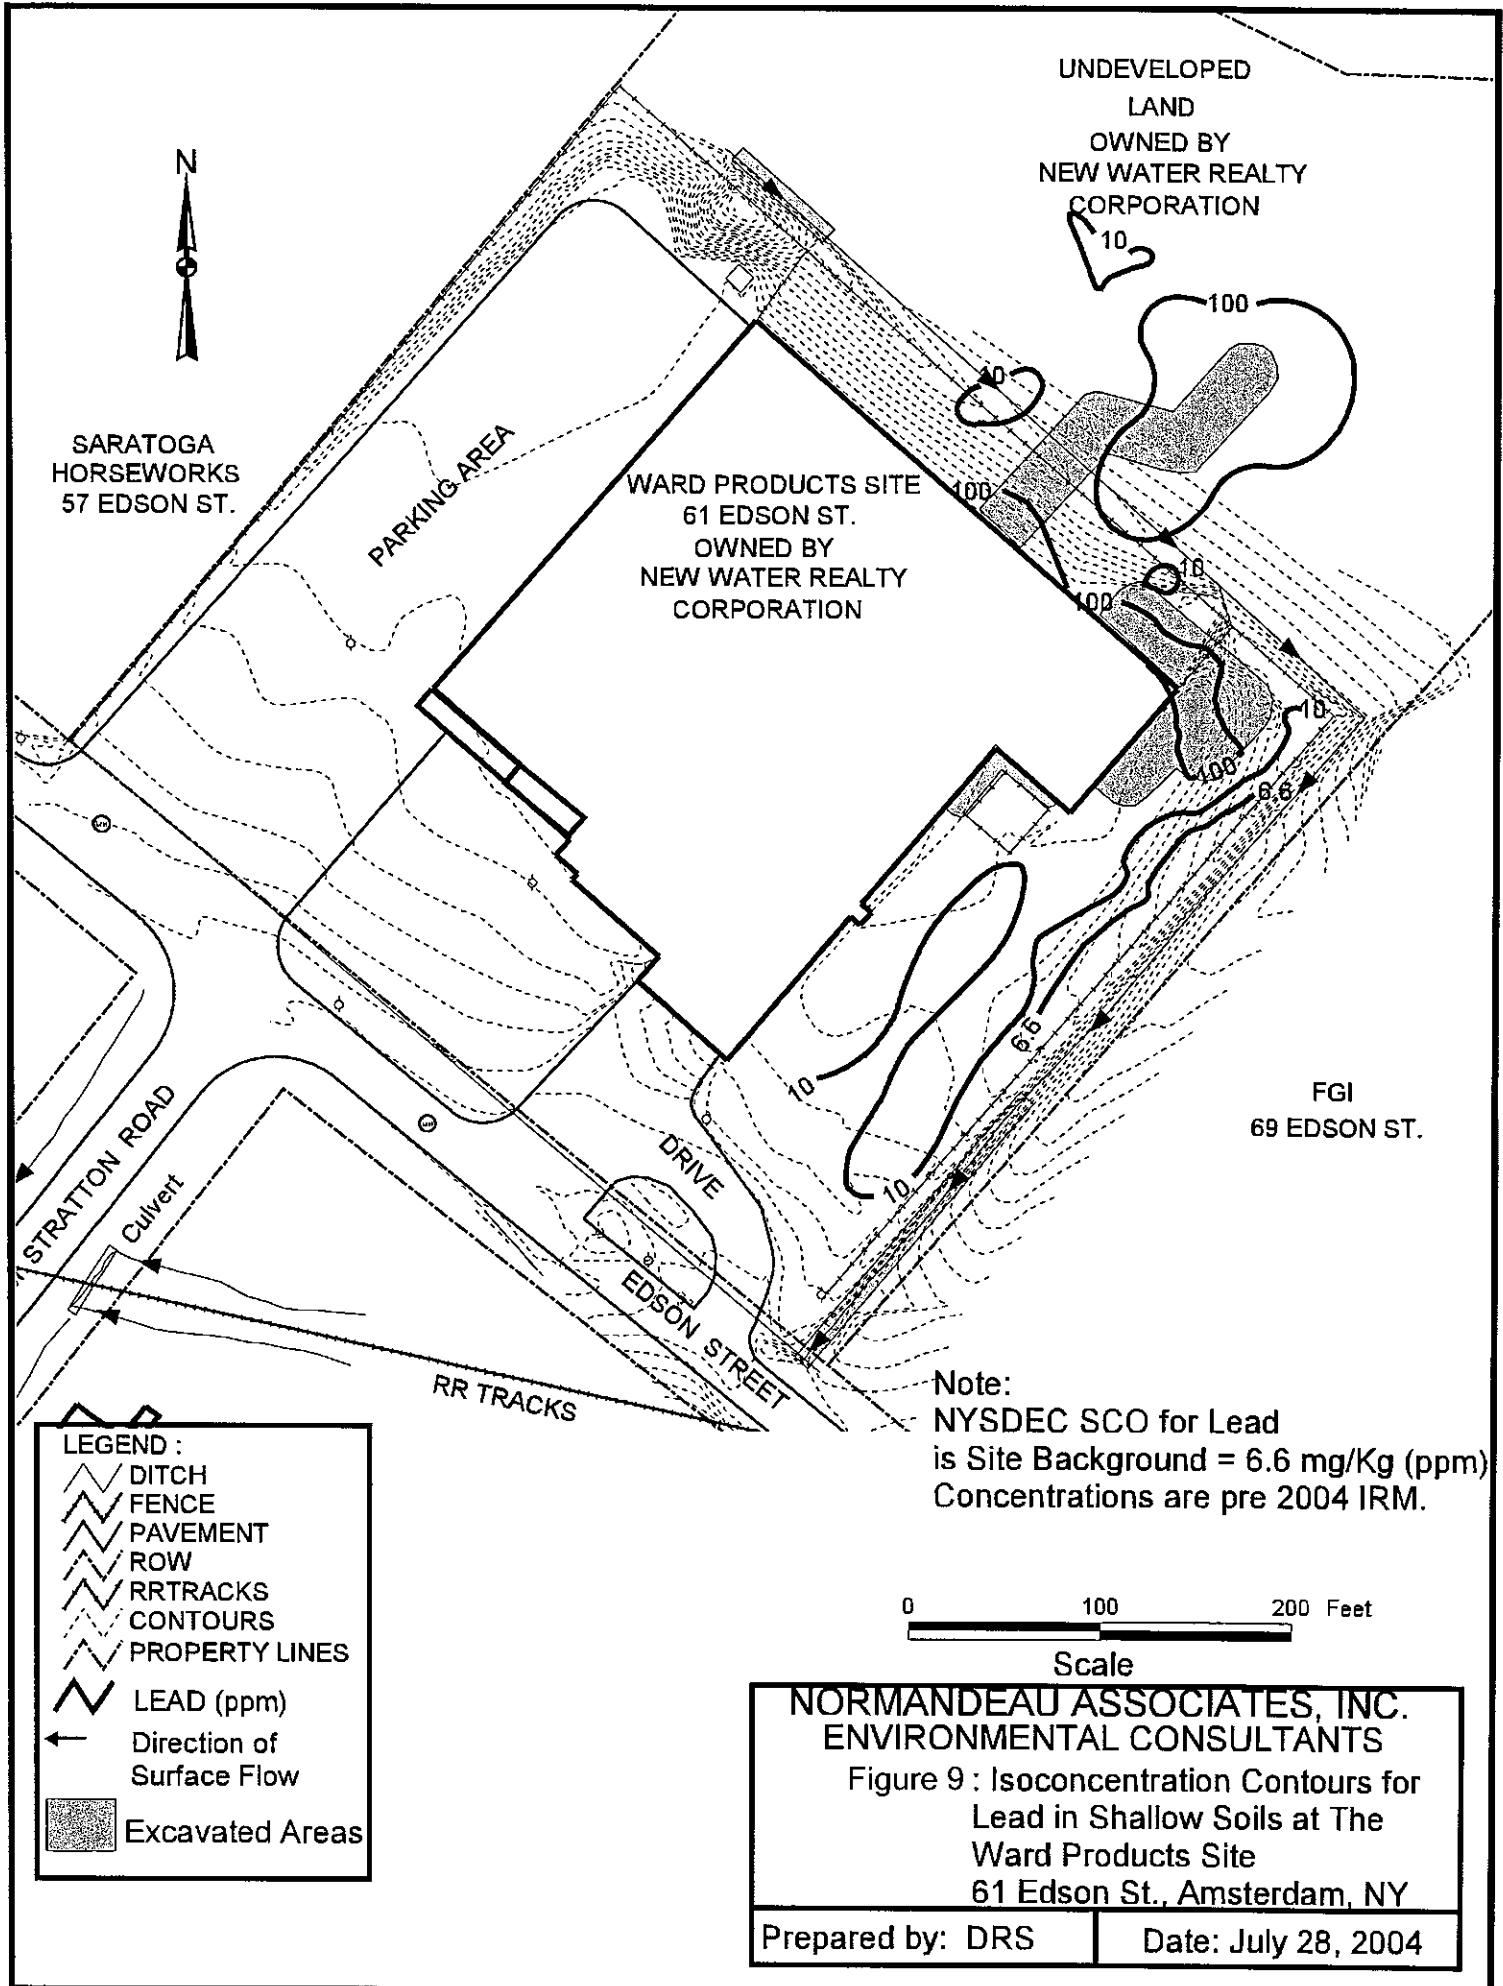 UNDEVELOPED
LAND
OWNED BY
NEW WATER REALTY
CORPORATION
N
10
100
10
SARATOGA
HORSEWORKS
57 EDSON ST.
PARKING AREA
WARD PRODUCTS SITE
61 EDSON ST.
OWNED BY
NEW WATER REALTY
CORPORATION
100
10
100
10
100
6.6
6.6
10
10
FGI
69 EDSON ST.
STRATTON ROAD
Culvert
DRIVE
EDSON STREET
RR TRACKS
Note:
NYSDEC SCO for Lead
is Site Background = 6.6 mg/Kg (ppm)
Concentrations are pre 2004 IRM.
LEGEND :
DITCH
FENCE
PAVEMENT
ROW
RRTRACKS
CONTOURS
PROPERTY LINES
LEAD (ppm)
Direction of
Surface Flow
Excavated Areas
0 100 200 Feet
Scale
NORMANDEAU ASSOCIATES, INC.
ENVIRONMENTAL CONSULTANTS
Figure 9 : Isoconcentration Contours for
Lead in Shallow Soils at The
Ward Products Site
61 Edson St., Amsterdam, NY
Prepared by: DRS
Date: July 28, 2004